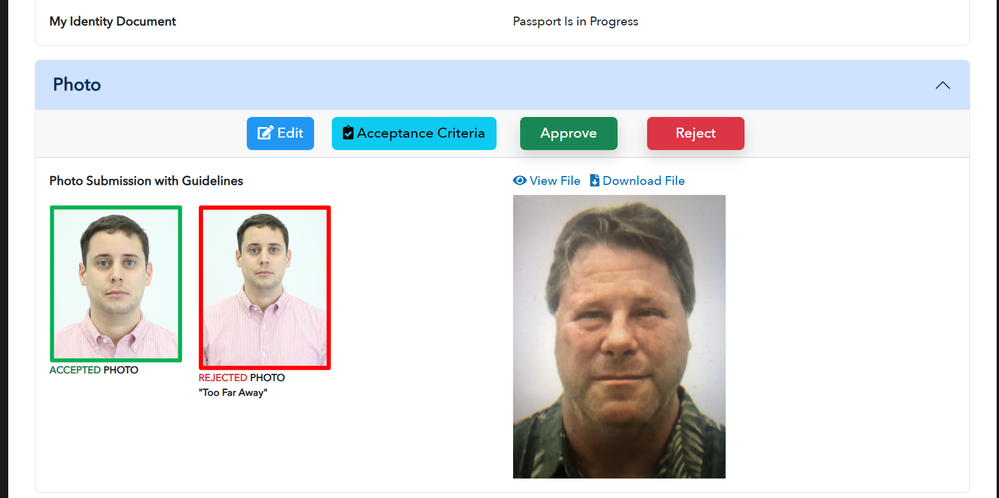 My Identity Document
Passport Is in Progress
Photo
Edit
Acceptance Criteria
Approve
Reject
Photo Submission with Guidelines
View File
Download File
ACCEPTED PHOTO
REJECTED PHOTO
"Too Far Away"